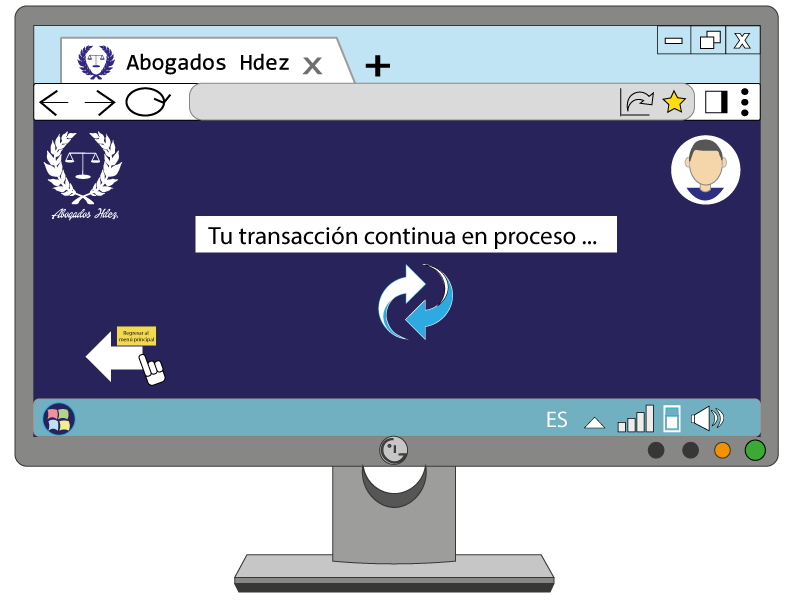 Abogados Hdez X
Abogados Hdez.
Tu transacción continua en proceso ...
Regresar al
menú principal
ES